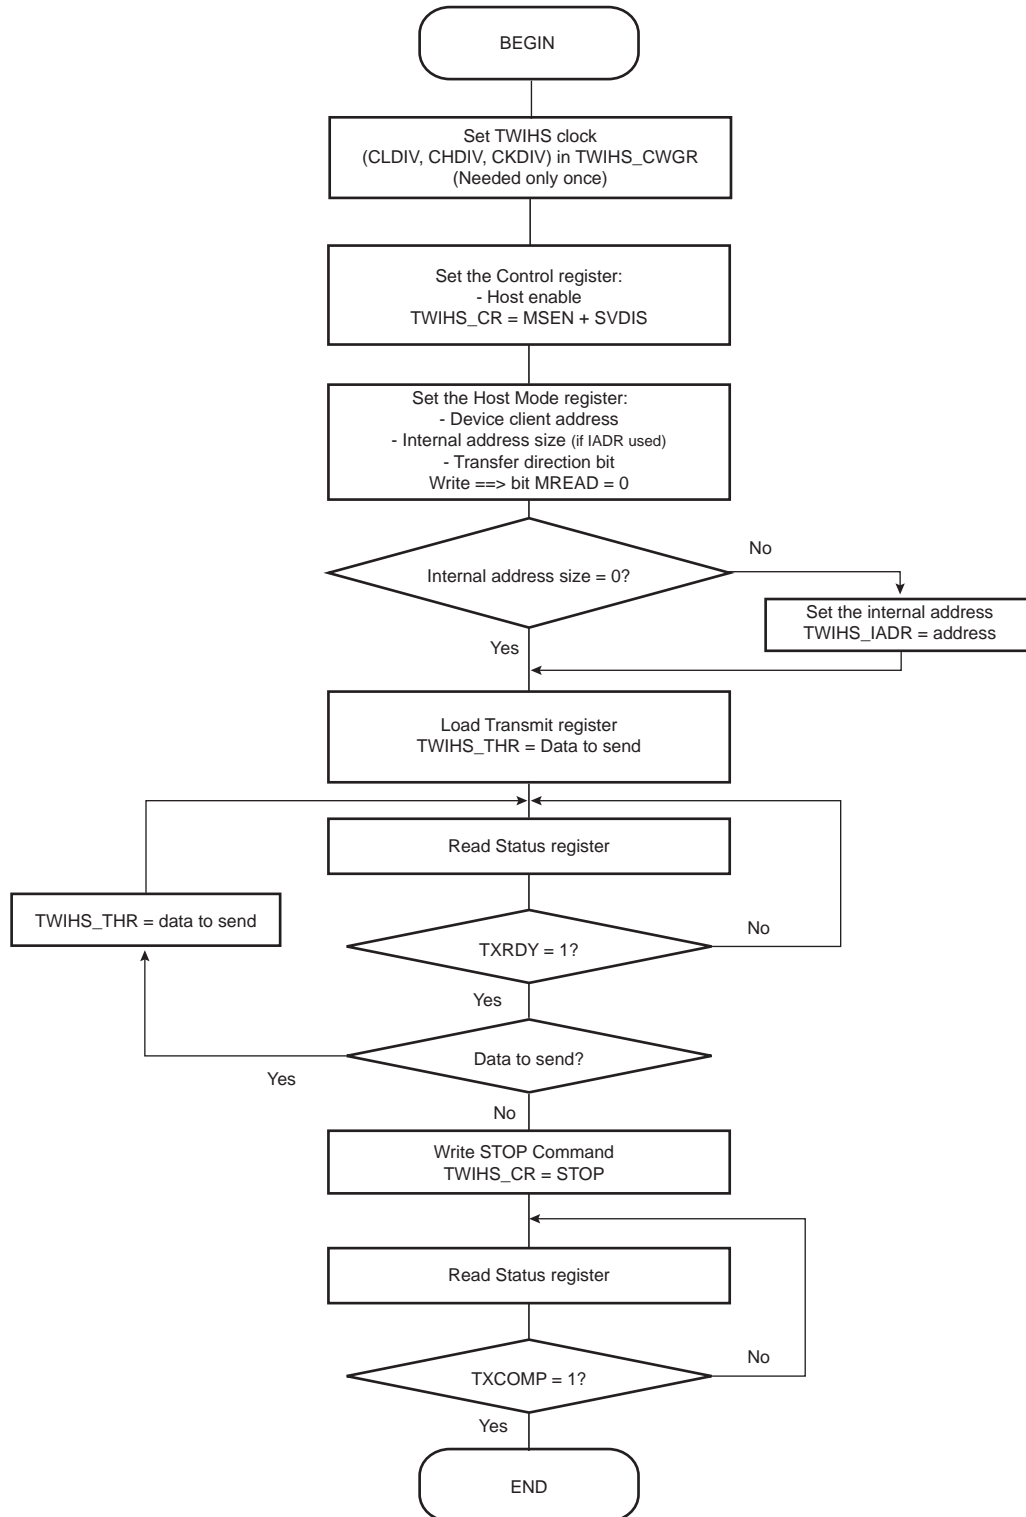 BEGIN
Set TWIHS clock
(CLDIV, CHDIV, CKDIV) in TWIHS_CWGR
(Needed only once)
Set the Control register:
- Host enable
TWIHS_CR = MSEN + SVDIS
Set the Host Mode register:
- Device client address
- Internal address size (if IADR used)
- Transfer direction bit
Write ==> bit MREAD = 0
Internal address size = 0?
No
Set the internal address
TWIHS_IADR = address
Yes
Load Transmit register
TWIHS_THR = Data to send
Read Status register
TWIHS_THR = data to send
TXRDY = 1?
No
Yes
Data to send?
Yes
No
Write STOP Command
TWIHS_CR = STOP
Read Status register
TXCOMP = 1?
No
Yes
END